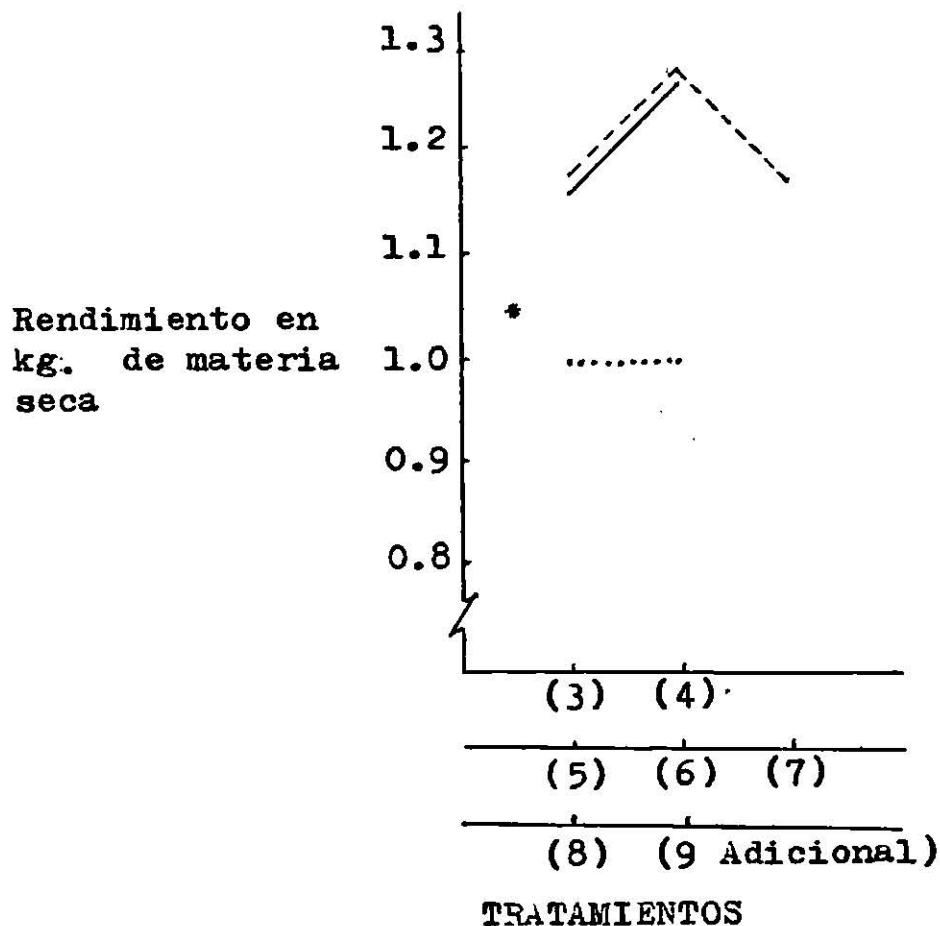 1.3
1.2
1.1
Rendimiento en
kg. de materia
seca
1.0
0.9
0.8
(3) (4)
(5) (6) (7)
(8) (9 Adicional)
TRATAMIENTOS